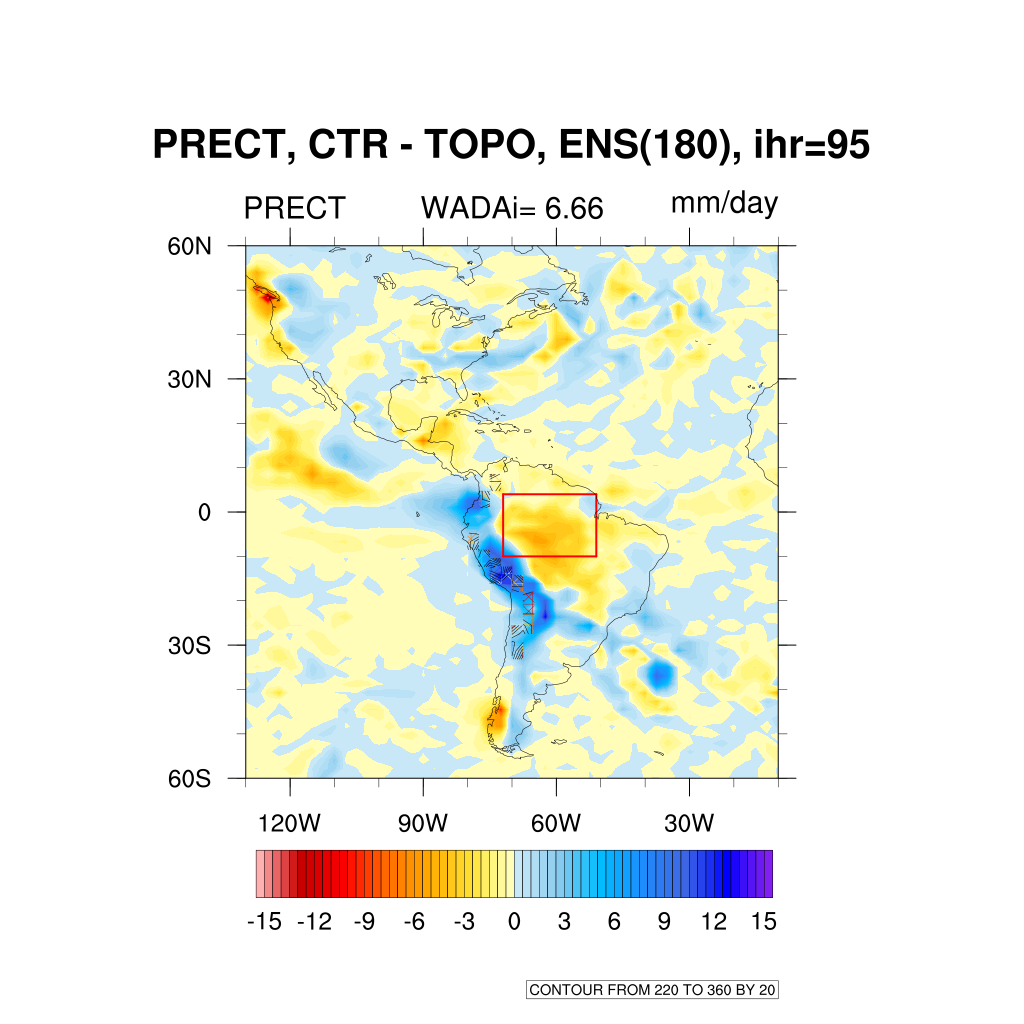 PRECT, CTR - TOPO, ENS(180), ihr=95
PRECT WADAi= 6.66 mm/day
60N
30N
0
30S
60S
120W 90W 60W 30W
-15 -12 -9 -6 -3 0 3 6 9 12 15
CONTOUR FROM 220 TO 360 BY 20